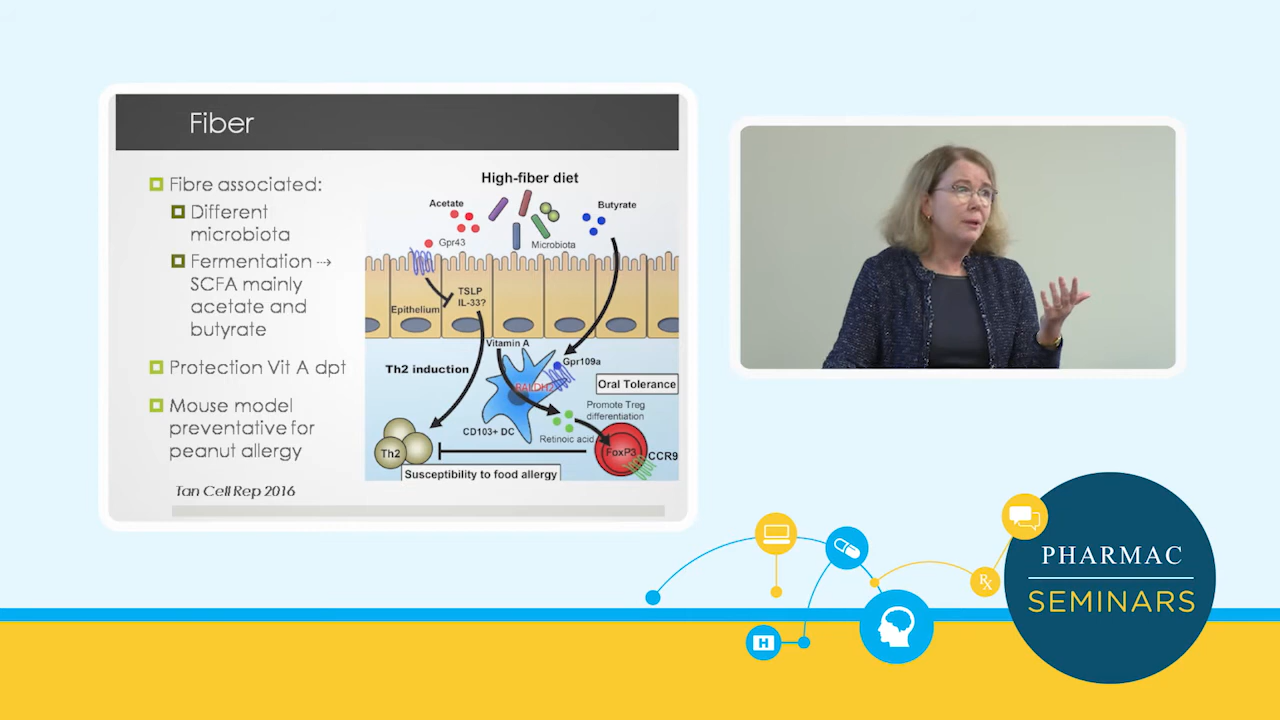 Fiber
Fibre associated:
Different
microbiota
Fermentation ⇢
SCFA mainly
acetate and
butyrate
Protection Vit A dpt
Mouse model
preventative for
peanut allergy
Tan Cell Rep 2016
High-fiber diet
Acetate
Butyrate
Gpr43
Microbiota
TSLP
IL-33?
Epithelium
Vitamin A
Gpr109a
Th2 induction
RALDH2
Oral Tolerance
Promote Treg
differentiation
CD103+ DC
Retinoic acid
Th2
FoxP3
CCR9
Susceptibility to food allergy
PHARMAC
SEMINARS
Rx
H